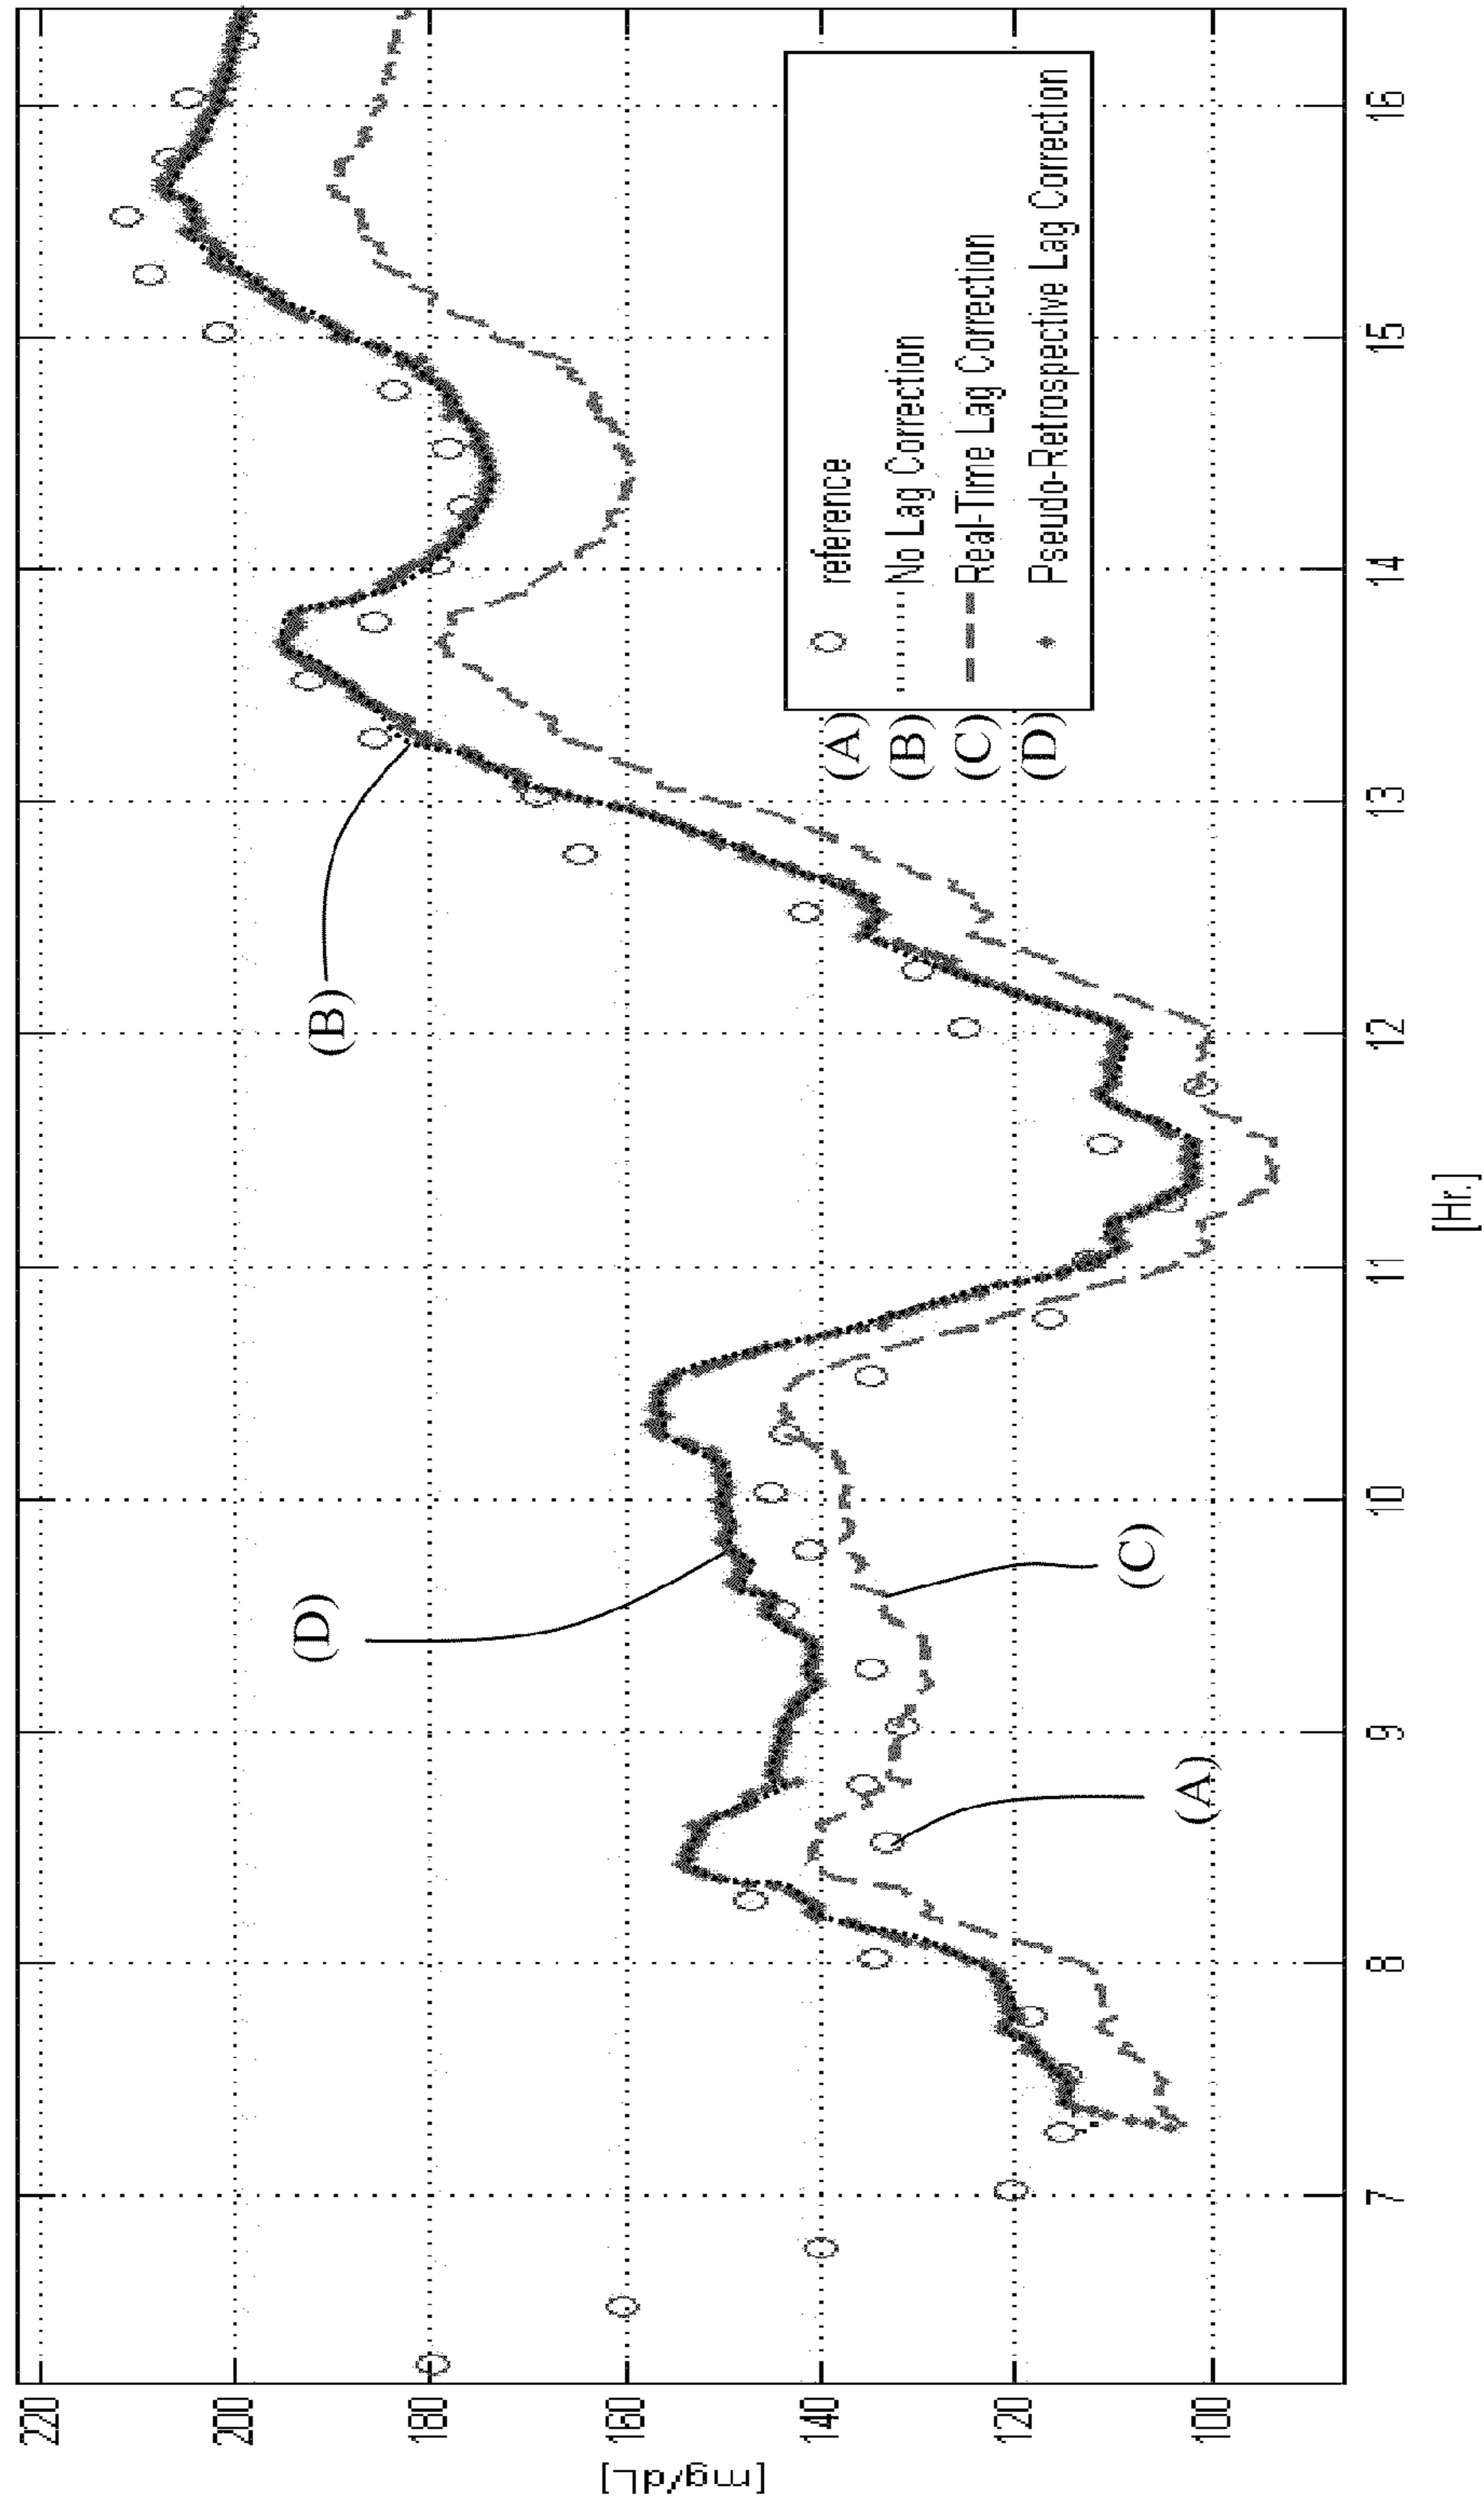 [mg/dL]
220
200
180
160
140
120
100
(B)
(D)
(C)
(A)
(A) reference
(B) No Lag Correction
(C) Real-Time Lag Correction
(D) Pseudo-Retrospective Lag Correction
7 8 9 10 11 12 13 14 15 16
[Hr.]